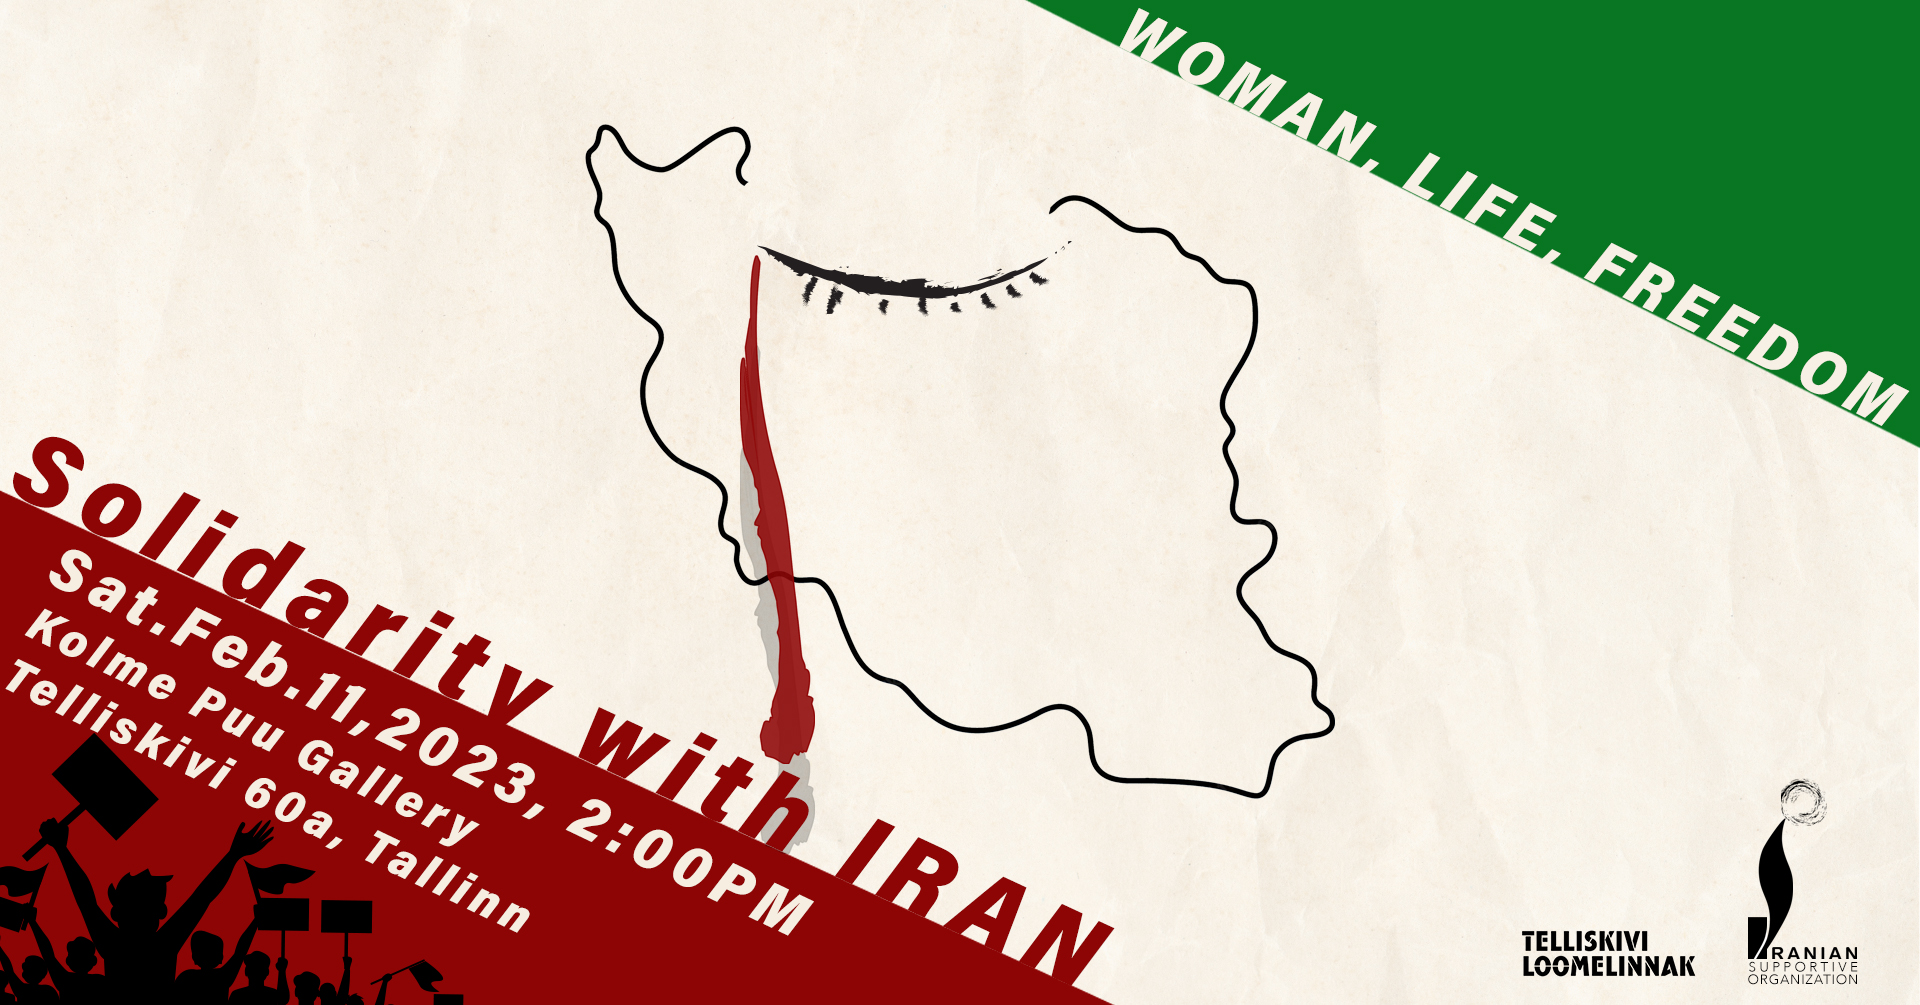 WOMAN, LIFE, FREEDOM
Solidarity with IRAN
Sat.Feb.11,2023, 2:00PM
Kolme Puu Gallery
Telliskivi 60a, Tallinn
TELLISKIVI
LOOMELINNAK
IRANIAN
SUPPORTIVE
ORGANIZATION